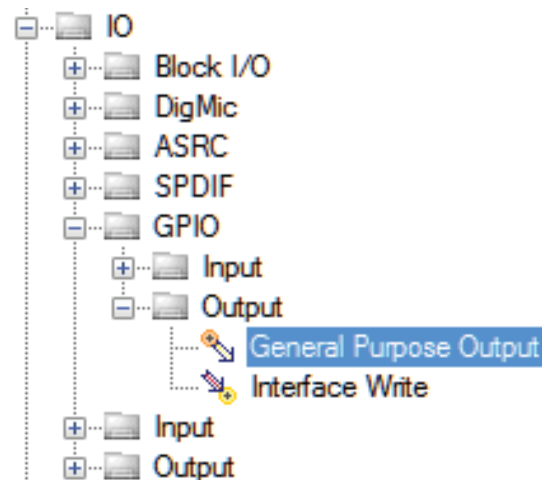 IO
Block I/O
DigMic
ASRC
SPDIF
GPIO
Input
Output
General Purpose Output
Interface Write
Input
Output